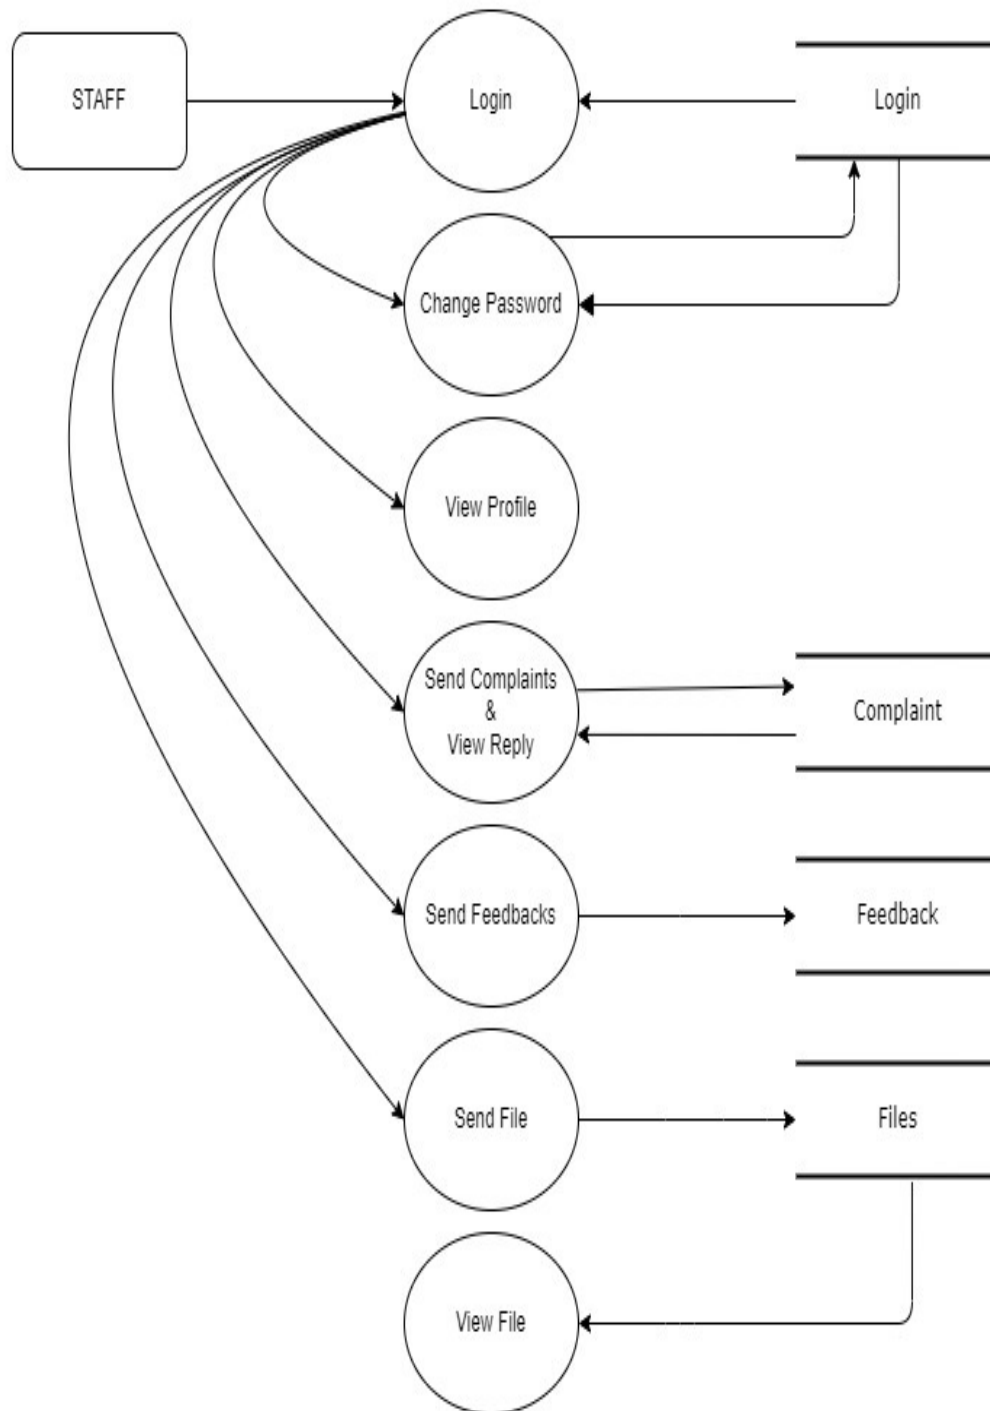 STAFF
Login
Login
Change Password
View Profile
Send Complaints
&
View Reply
Complaint
Send Feedbacks
Feedback
Send File
Files
View File